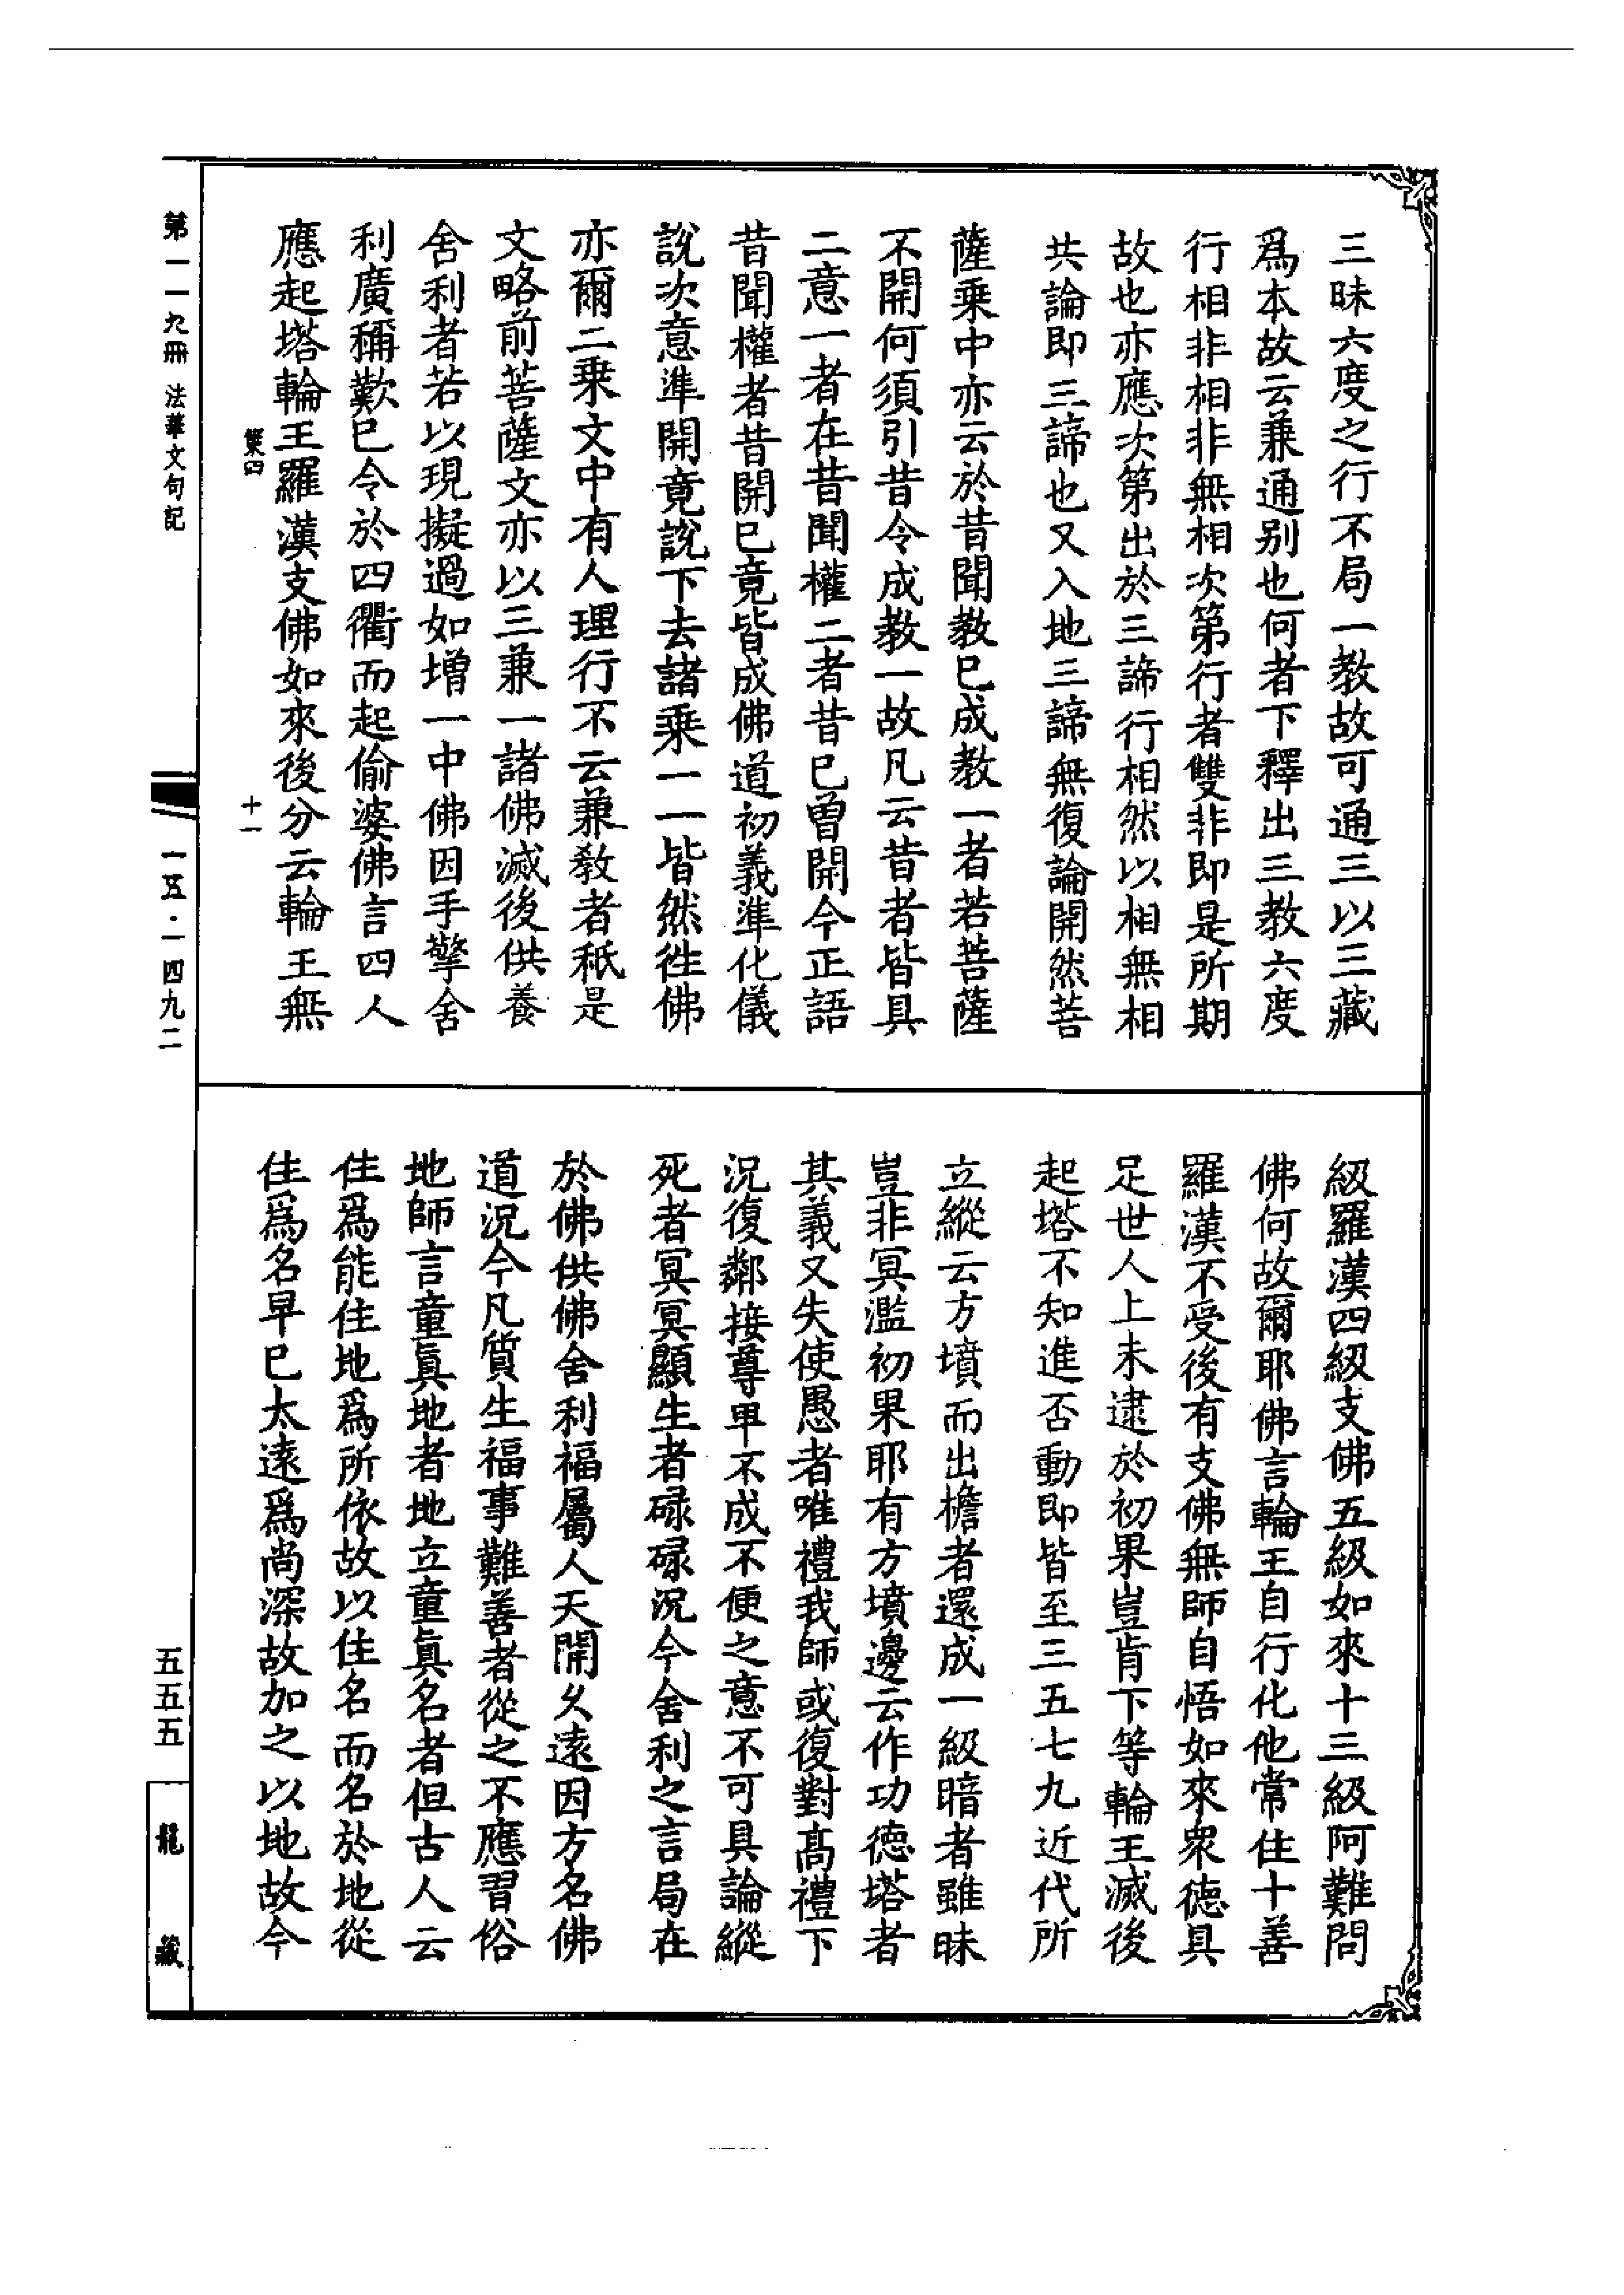 三昧六度之行不局一教故可通三以三藏
爲本故云兼通别也何者下釋出三教六度
行相非相非無相次第行者雙非即是所期
故也亦應次第出於三諦行相然以相無相
共論即三諦也又入地三諦無復論開然菩
薩乗中亦云於昔聞教已成教一者若菩薩
不開何須引昔令成教一故凡云昔者皆具
二意一者在昔聞權二者昔已曽開今正語
昔聞權者昔開已竟皆成佛道初義準化儀
說次意準開竟說下去諸乘一一皆然徃佛
亦爾二乗文中有人理行不云兼教者秖是
文略前菩薩文亦以三兼一諸佛滅後供養
舍利者若以現擬過如增一中佛因手擎舍
利廣稱歎已令於四衢而起偷婆佛言四人
應起塔輪王羅漢支佛如來後分云輪王無
級羅漢四級支佛五級如來十三級阿難問
佛何故爾耶佛言輪王自行化他常住十善
羅漢不受後有支佛無師自悟如來衆德具
足世人上未逮於初果豈肯下等輪王滅後
起塔不知進否動即皆至三五七九近代所
立縱云方墳而出檐者還成一級暗者雖昧
豈非冥濫初果耶有方墳邊云作功德塔者
其義又失使愚者唯禮我師或復對髙禮下
況復鄰接尊甲不成不便之意不可具論縱
死者冥冥顯生者碌碌況今舍利之言局在
於佛供佛舍利福屬人天開乆遠因方名佛
道況今凡質生福事難善者從之不應習俗
地師言童眞地者地立童眞名者但古人云
住爲能住地爲所依故以住名而名於地從
住爲名早已太遠爲尚深故加之以地故今
第一一九冊 法華文句記
策四
十一
一五·一四九二
五五五
龍藏